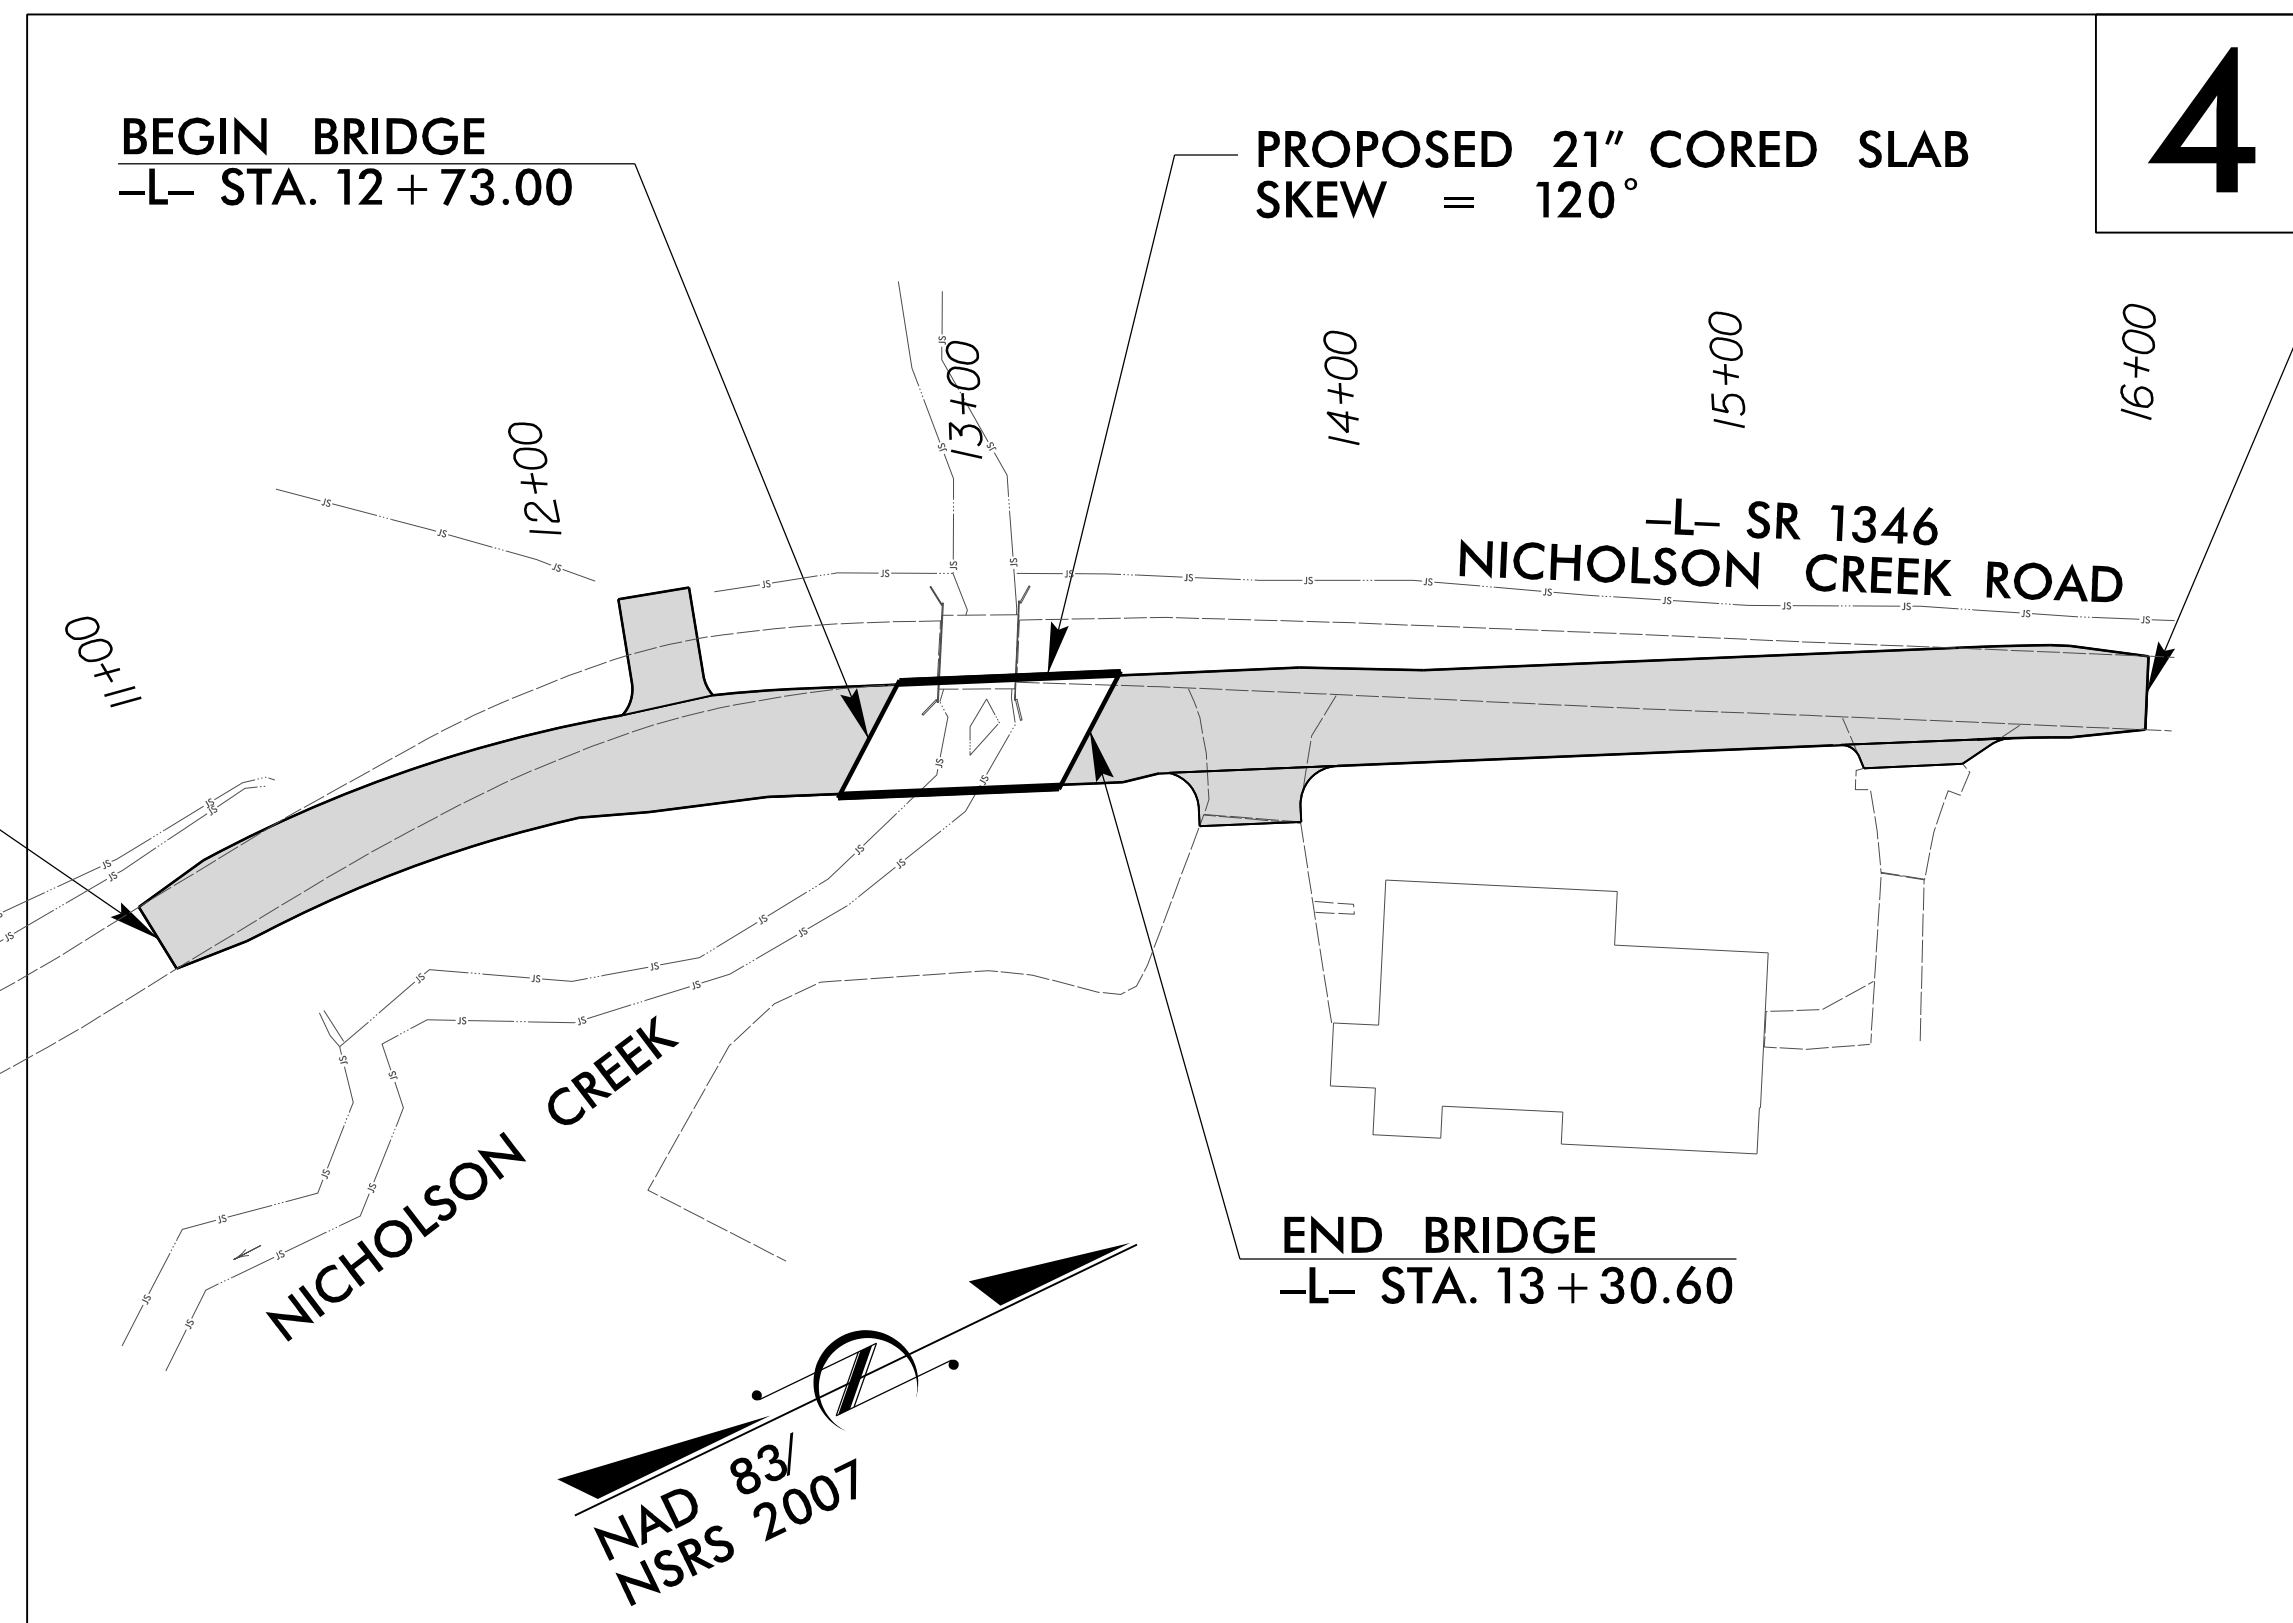 4
BEGIN BRIDGE
–L– STA. 12+73.00
PROPOSED 21" CORED SLAB
SKEW = 120°
11+00
12+00
13+00
14+00
15+00
16+00
–L– SR 1346
NICHOLSON CREEK ROAD
NICHOLSON CREEK
END BRIDGE
–L– STA. 13+30.60
NAD 83/
NSRS 2007